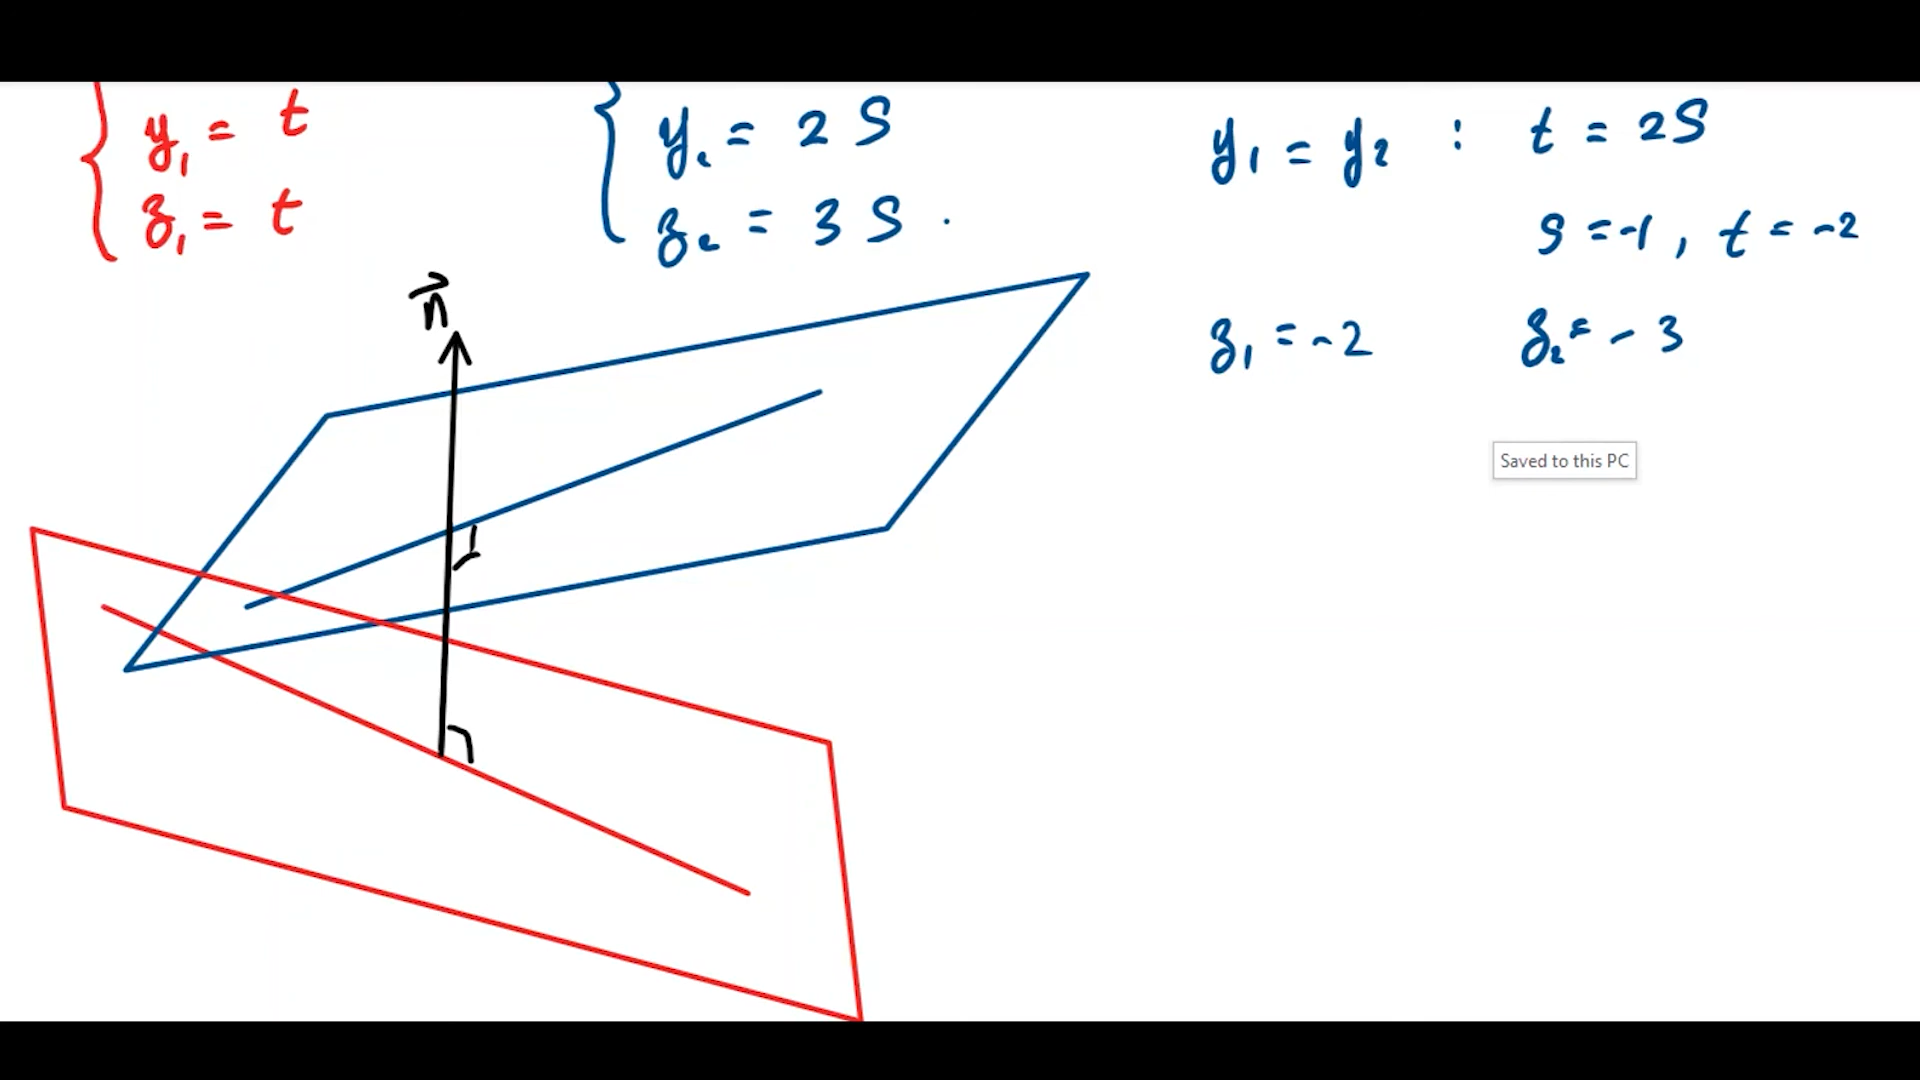 y₁ = t
z₁ = t
y₂ = 2S
z₂ = 3S.
y₁ = y₂ : t = 2S
S = -1, t = -2
z₁ = -2 z₂ = -3
n⃗
Saved to this PC